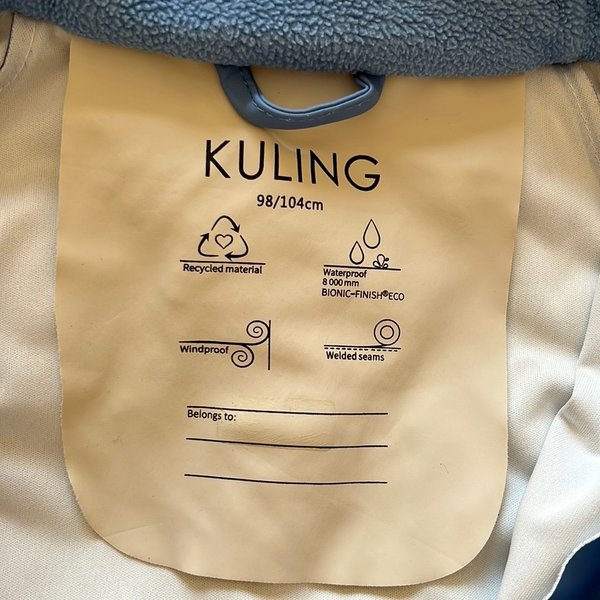 KULING
98/104cm
Recycled material
Waterproof
8 000 mm
BIONIC-FINISH®ECO
Windproof
Welded seams
Belongs to: